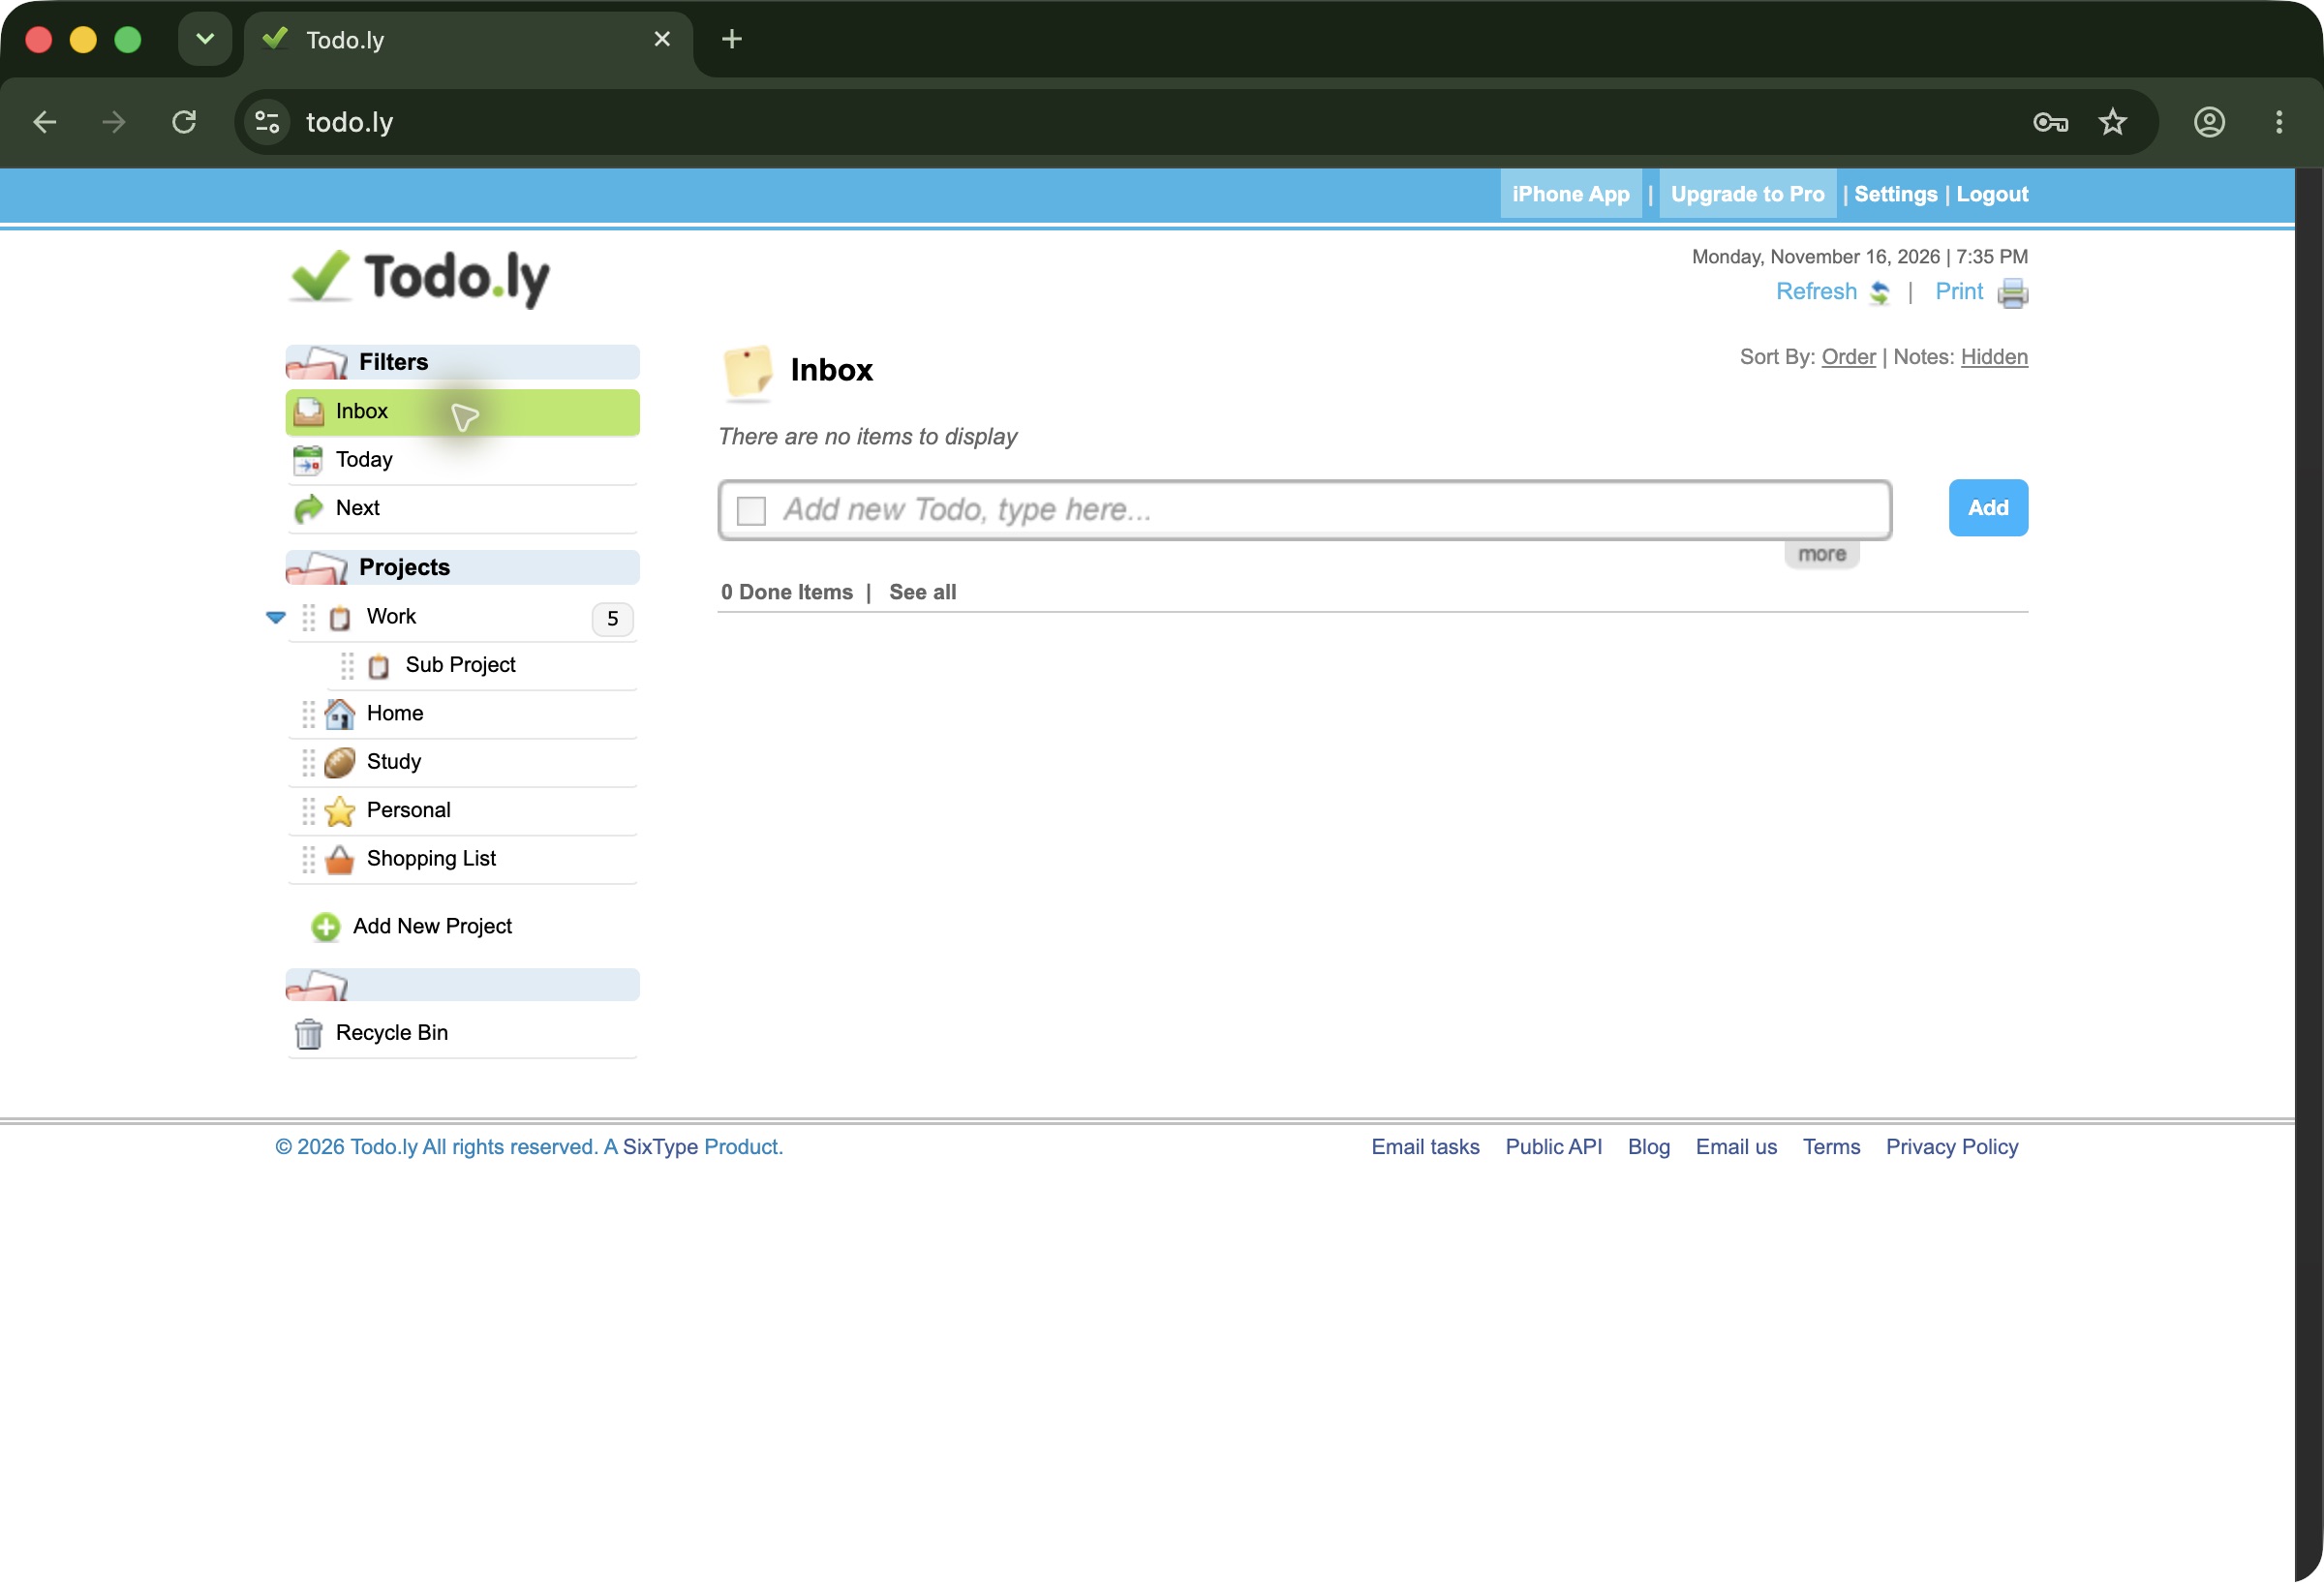 Todo.ly
todo.ly
iPhone App | Upgrade to Pro | Settings | Logout
Todo.ly
Monday, November 16, 2026 | 7:35 PM
Refresh | Print
Filters
Inbox
Today
Next
Projects
Work 5
Sub Project
Home
Study
Personal
Shopping List
Add New Project
Recycle Bin
Inbox
Sort By: Order | Notes: Hidden
There are no items to display
Add new Todo, type here...
Add
more
0 Done Items | See all
© 2026 Todo.ly All rights reserved. A SixType Product.
Email tasks Public API Blog Email us Terms Privacy Policy